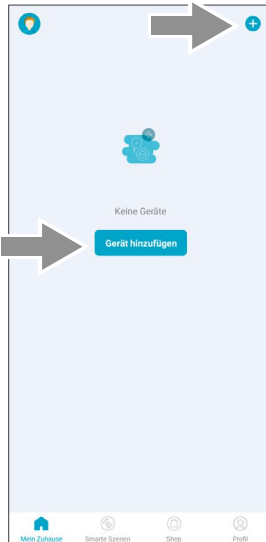 Keine Geräte
Gerät hinzufügen
Mein Zuhause
Smarte Szenen
Shop
Profil